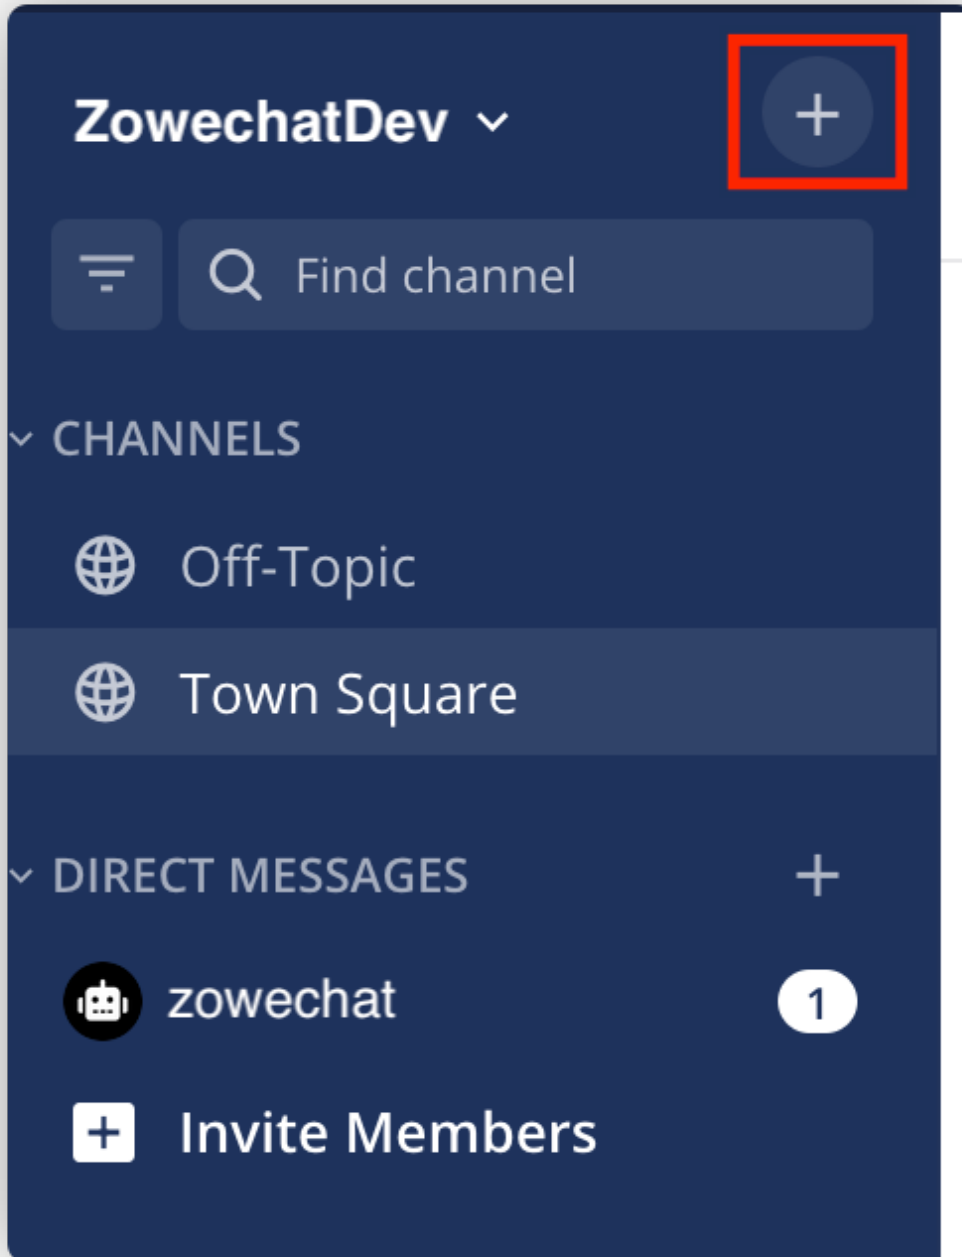 ZowechatDev
Find channel
CHANNELS
Off-Topic
Town Square
DIRECT MESSAGES
zowechat 1
Invite Members